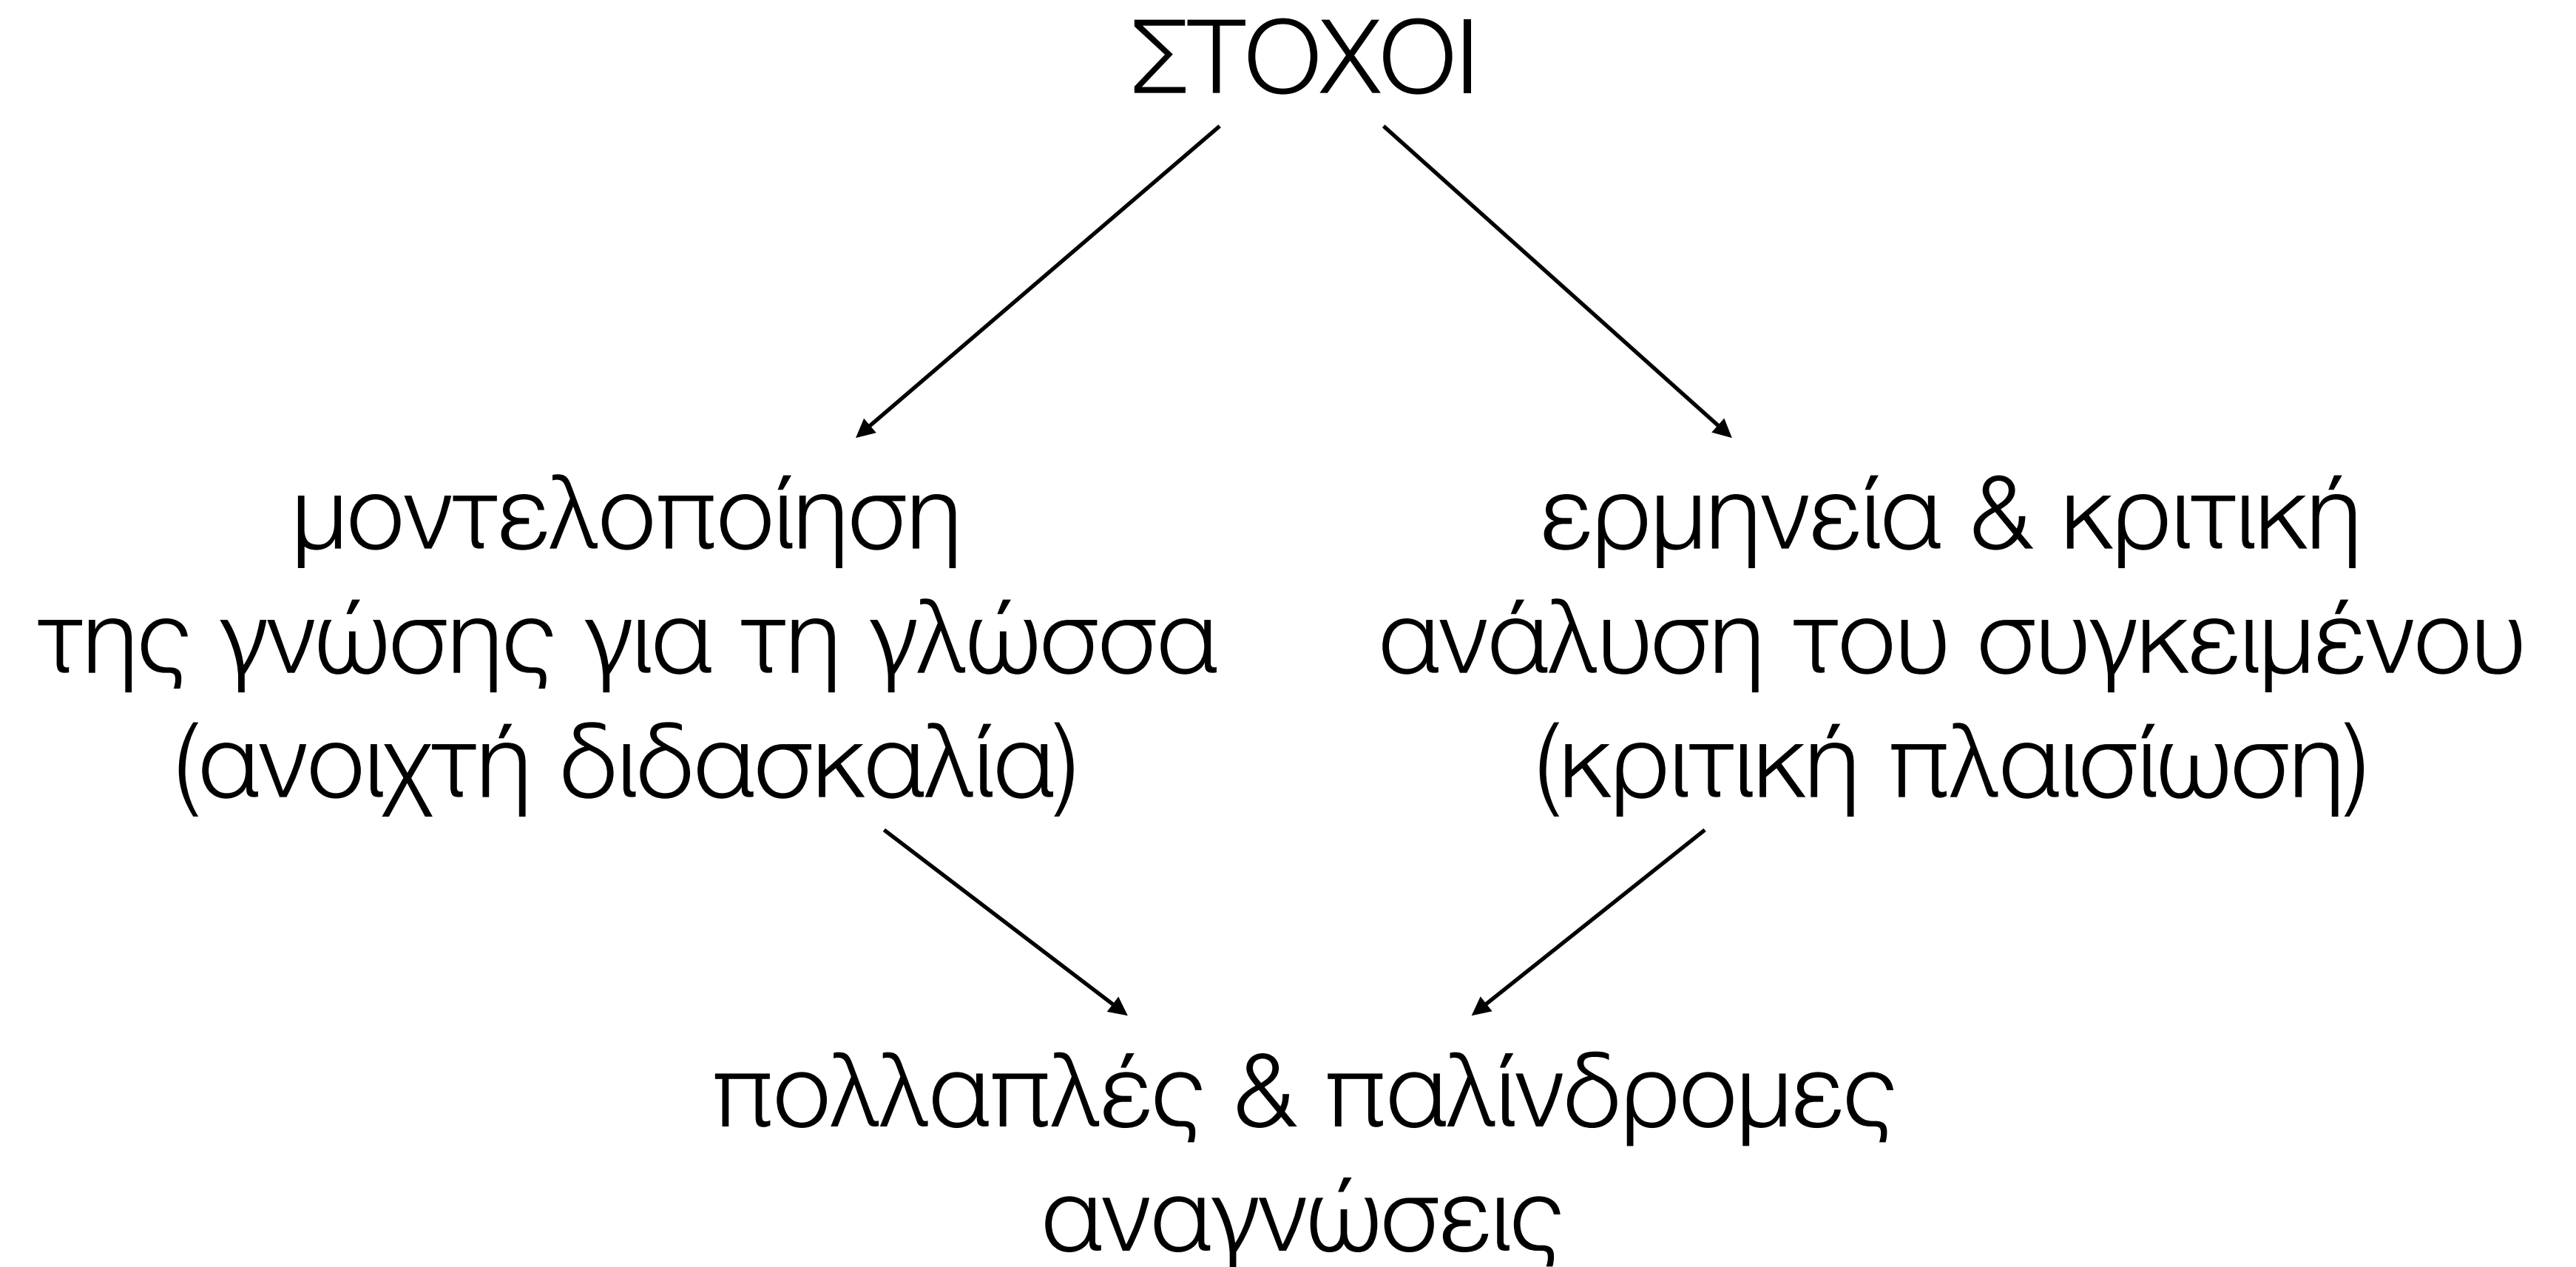 ΣΤΟΧΟΙ
μοντελοποίηση
της γνώσης για τη γλώσσα
(ανοιχτή διδασκαλία)
ερμηνεία & κριτική
ανάλυση του συγκειμένου
(κριτική πλαισίωση)
πολλαπλές & παλίνδρομες
αναγνώσεις